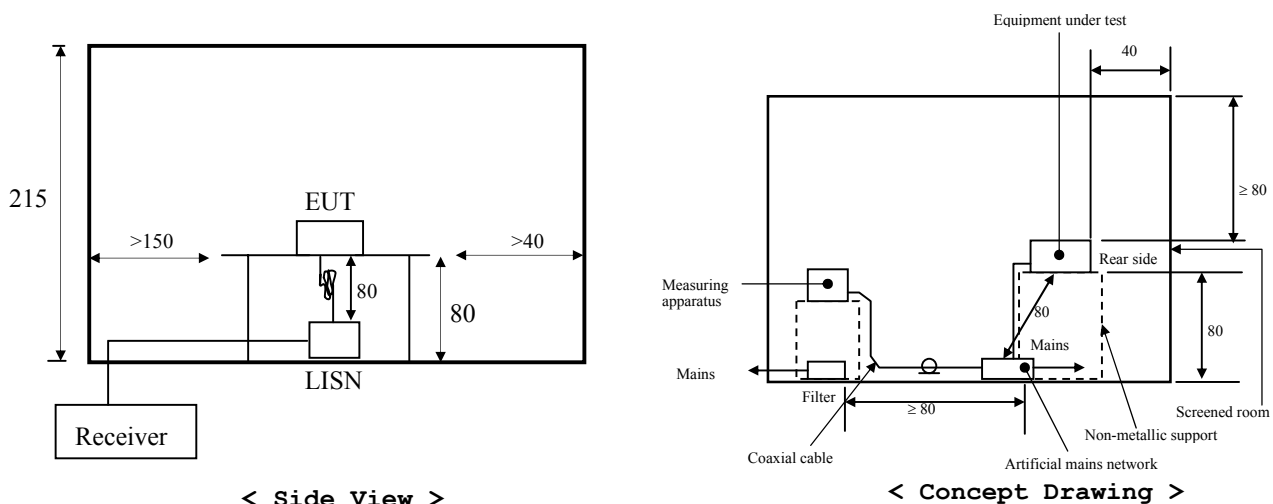 215
EUT
>150
>40
80
80
LISN
Receiver
< Side View >
Equipment under test
40
≥ 80
Rear side
Measuring
apparatus
80
80
Mains
Mains
Filter
≥ 80
Screened room
Non-metallic support
Coaxial cable
Artificial mains network
< Concept Drawing >